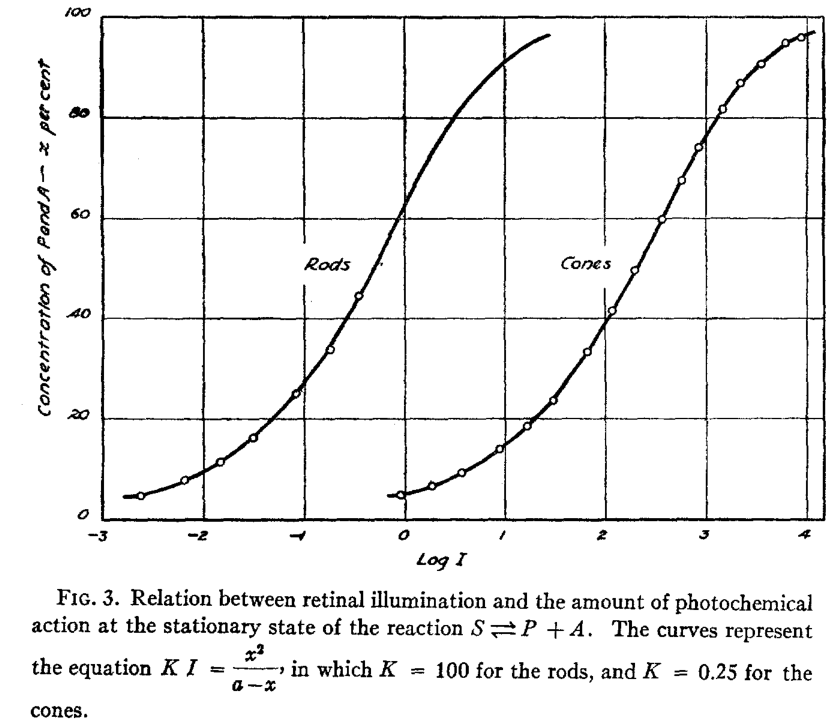 100
80
60
40
20
0
Concentration of P and A — x per cent
Rods
Cones
-3 -2 -1 0 1 2 3 4
Log I
FIG. 3. Relation between retinal illumination and the amount of photochemical
action at the stationary state of the reaction S ⇌ P + A. The curves represent
the equation K I = x²/(a−x), in which K = 100 for the rods, and K = 0.25 for the
cones.